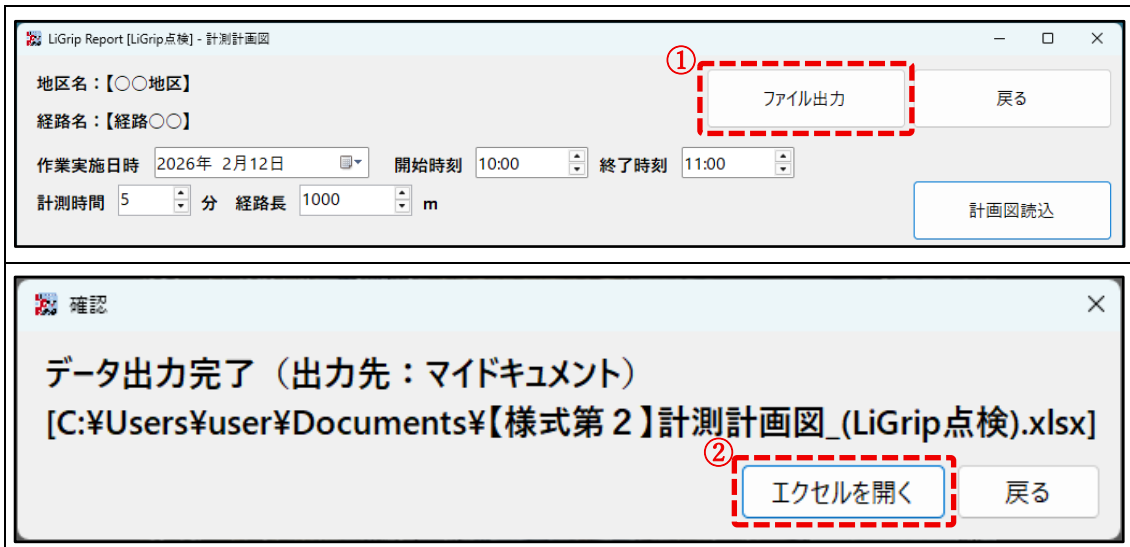 LiGrip Report [LiGrip点検] - 計測計画図
①
地区名：【○○地区】
ファイル出力
戻る
経路名：【経路○○】
作業実施日時 2026年 2月12日 開始時刻 10:00 終了時刻 11:00
計測時間 5 分 経路長 1000 m
計画図読込
確認
データ出力完了（出力先：マイドキュメント）
[C:¥Users¥user¥Documents¥【様式第２】計測計画図_(LiGrip点検).xlsx]
②
エクセルを開く
戻る